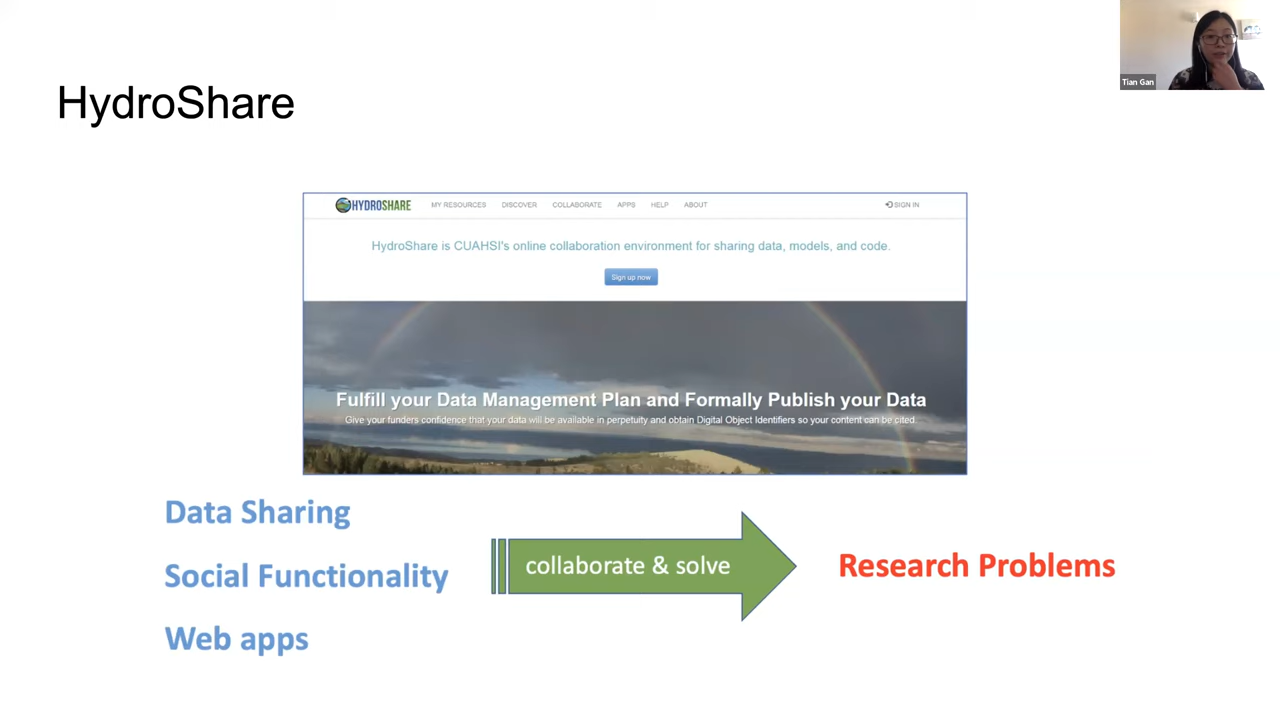 Tian Gan
HydroShare
HYDROSHARE MY RESOURCES DISCOVER COLLABORATE APPS HELP ABOUT SIGN IN
HydroShare is CUAHSI's online collaboration environment for sharing data, models, and code.
Sign up now
Fulfill your Data Management Plan and Formally Publish your Data
Give your funders confidence that your data will be available in perpetuity and obtain Digital Object Identifiers so your content can be cited.
Data Sharing
Social Functionality
Web apps
collaborate & solve
Research Problems